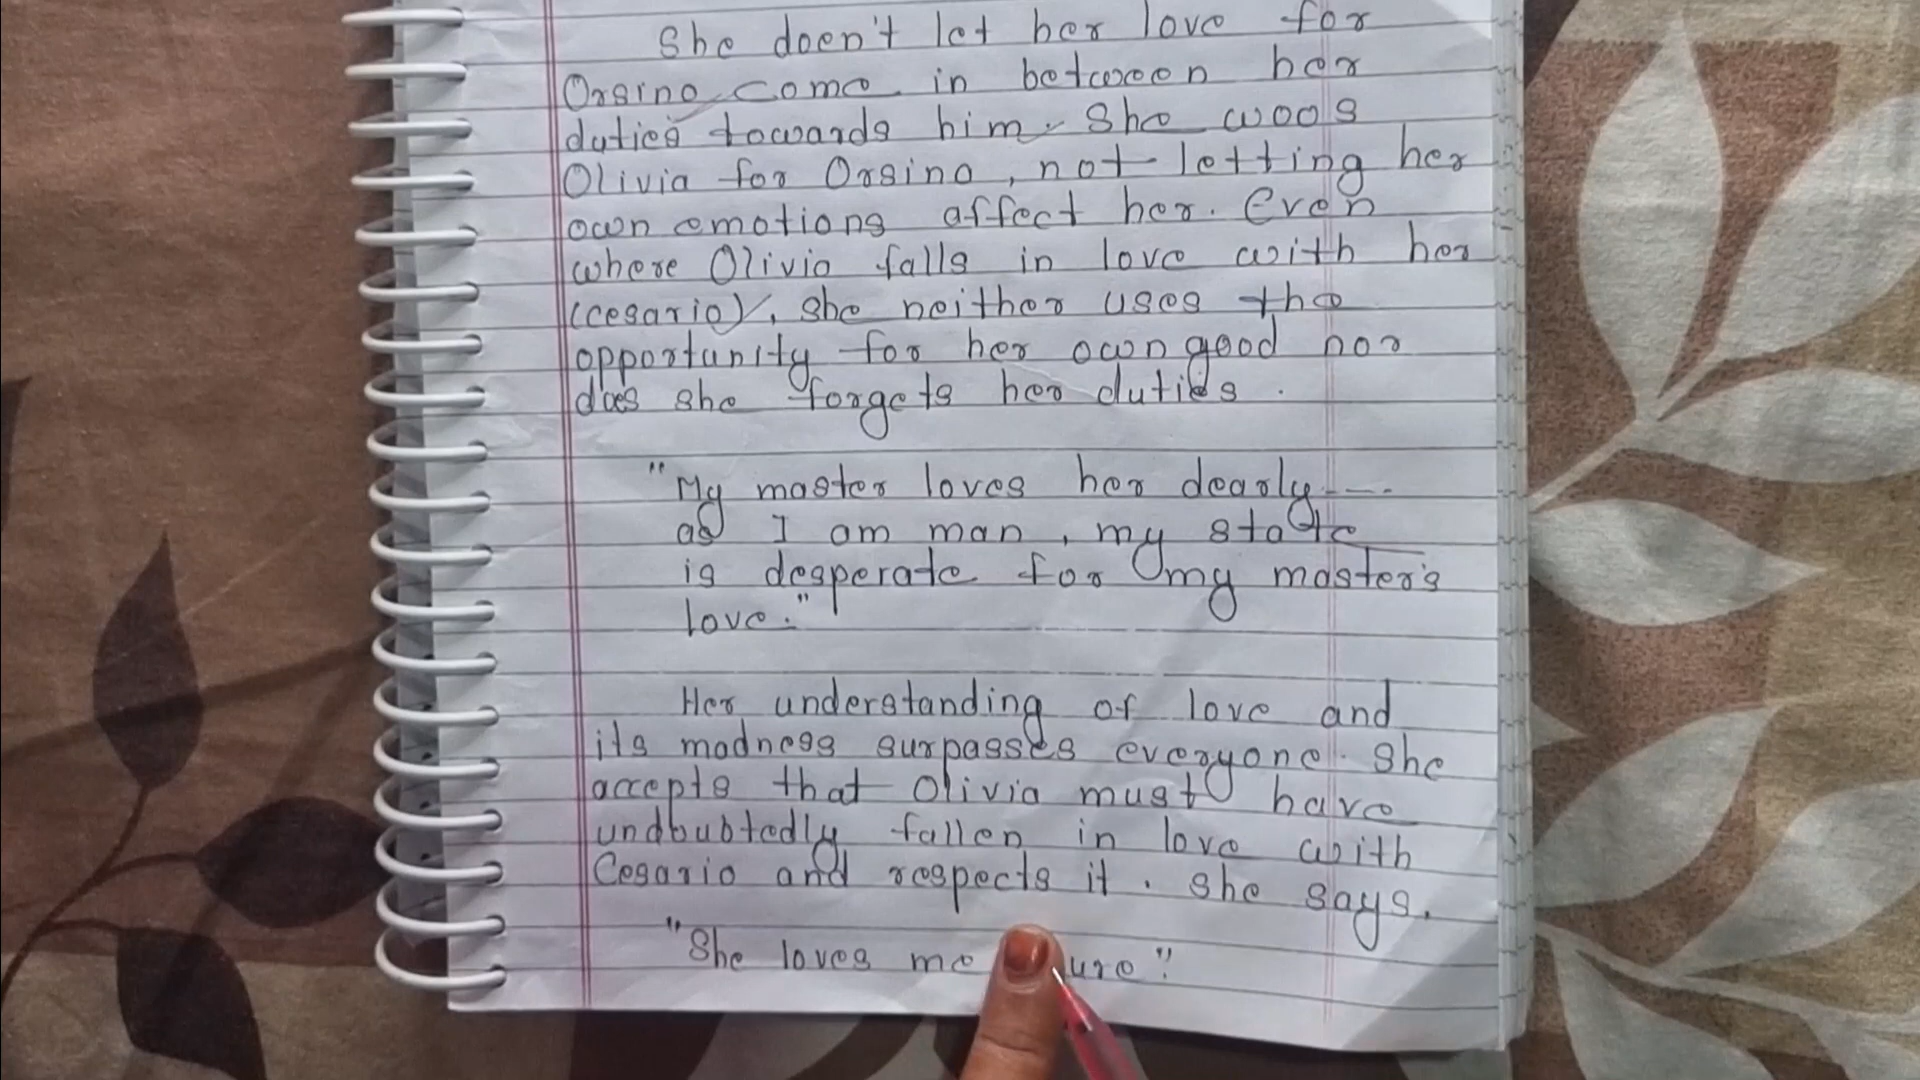 She doen't let her love for
Orsino come in between her
duties towards him. She woos
Olivia for Orsino, not letting her
own emotions affect her. Even
where Olivia falls in love with her
(cesario), she neither uses the
opportunity for her own good nor
does she forgets her duties.
"My master loves her dearly ---
as I am man, my state
is desperate for my master's
love."
Her understanding of love and
its madness surpasses everyone. She
accepts that Olivia must have
undoubtedly fallen in love with
Cesario and respects it. she says.
"She loves me